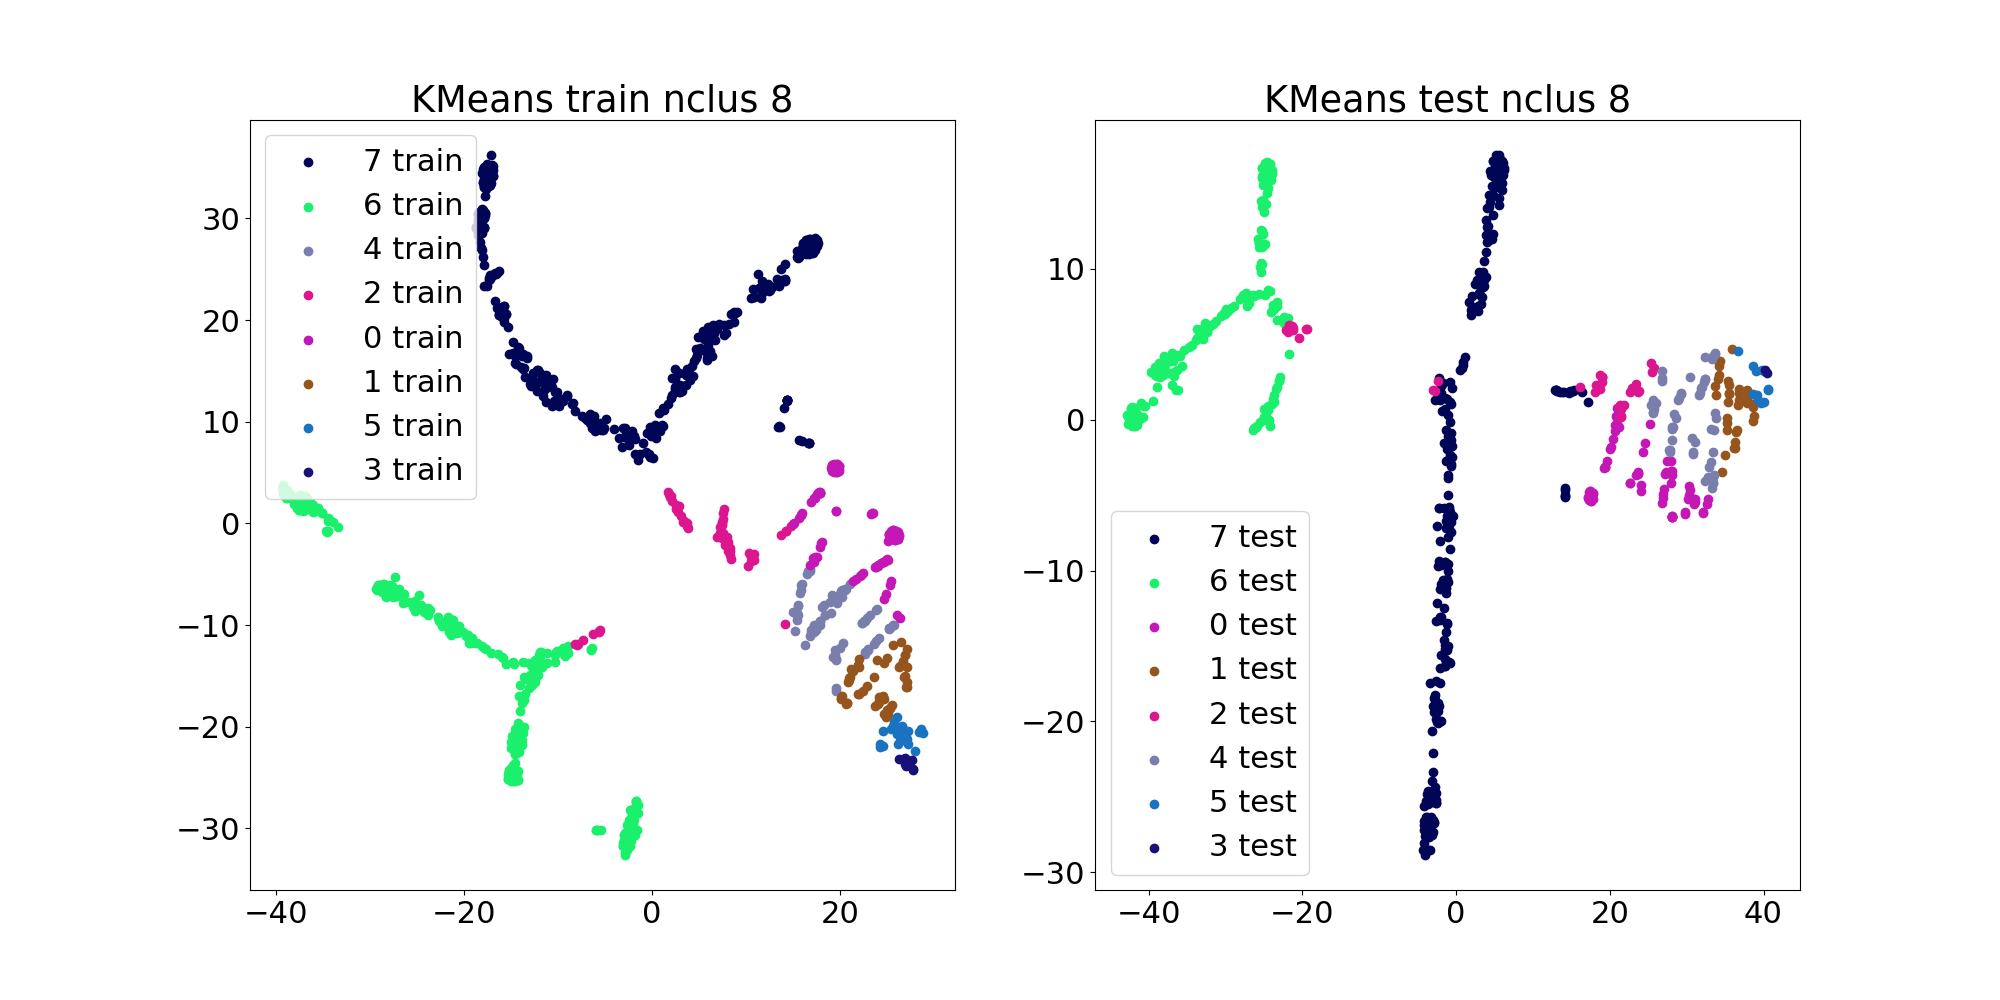 KMeans train nclus 8
7 train
6 train
4 train
2 train
0 train
1 train
5 train
3 train
30
20
10
0
−10
−20
−30
−40
−20
0
20
KMeans test nclus 8
10
0
−10
−20
−30
7 test
6 test
0 test
1 test
2 test
4 test
5 test
3 test
−40
−20
0
20
40